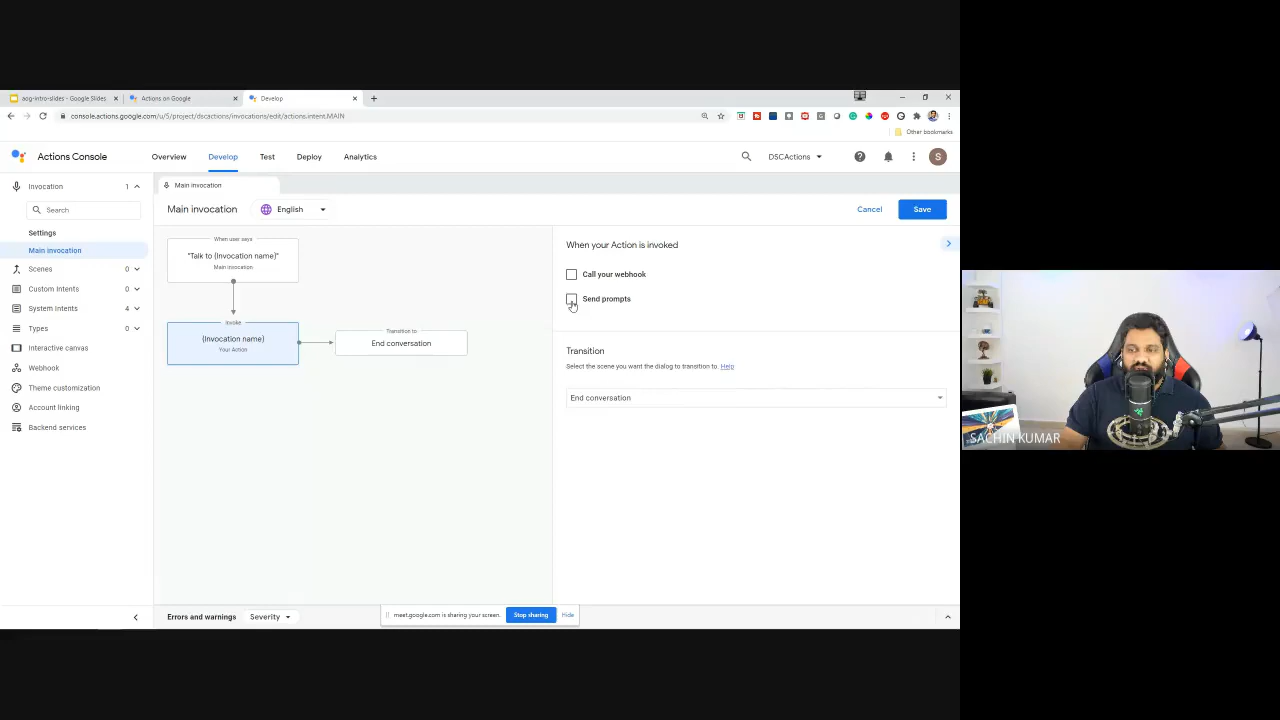 aog-intro-slides - Google Slides
Actions on Google
Develop
console.actions.google.com/u/5/project/dscactions/invocations/edit/actions.intent.MAIN
Other bookmarks
Actions Console
Overview
Develop
Test
Deploy
Analytics
DSCActions
S
Invocation
1
Search
Settings
Main invocation
Scenes
0
Custom Intents
0
System Intents
4
Types
0
Interactive canvas
Webhook
Theme customization
Account linking
Backend services
Main invocation
Main invocation
English
Cancel
Save
When user says
"Talk to {Invocation name}"
Main invocation
Invoke
{Invocation name}
Your Action
Transition to
End conversation
When your Action is invoked
Call your webhook
Send prompts
Transition
Select the scene you want the dialog to transition to. Help
End conversation
Errors and warnings
Severity
meet.google.com is sharing your screen.
Stop sharing
Hide
SACHIN KUMAR